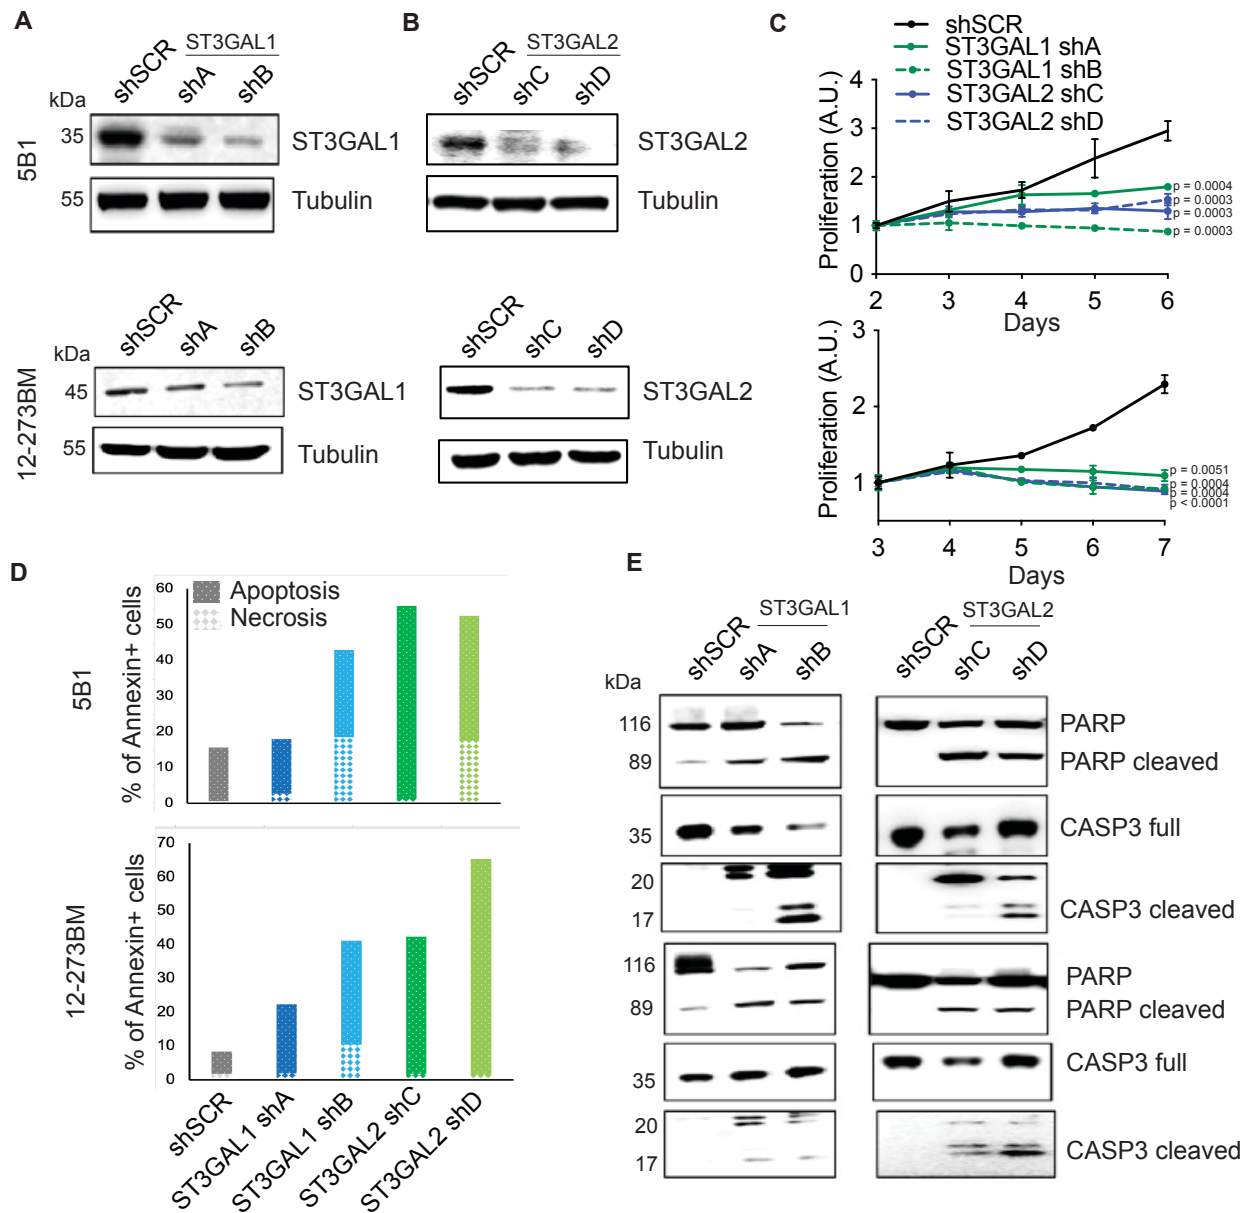 A
shSCR
ST3GAL1
shA
shB
kDa
5B1
35
ST3GAL1
55
Tubulin
shSCR
shA
shB
kDa
12-273BM
45
ST3GAL1
55
Tubulin
B
shSCR
ST3GAL2
shC
shD
ST3GAL2
Tubulin
shSCR
shC
shD
ST3GAL2
Tubulin
C
shSCR
ST3GAL1 shA
ST3GAL1 shB
ST3GAL2 shC
ST3GAL2 shD
Proliferation (A.U.)
4
3
2
1
0
p = 0.0004
p = 0.0003
p = 0.0003
p = 0.0003
2 3 4 5 6
Days
Proliferation (A.U.)
3
2
1
p = 0.0051
p = 0.0004
p = 0.0004
p < 0.0001
3 4 5 6 7
Days
D
Apoptosis
Necrosis
5B1
% of Annexin+ cells
60
50
40
30
20
10
0
12-273BM
% of Annexin+ cells
70
60
50
40
30
20
10
0
shSCR
ST3GAL1 shA
ST3GAL1 shB
ST3GAL2 shC
ST3GAL2 shD
E
shSCR
ST3GAL1
shA
shB
shSCR
ST3GAL2
shC
shD
kDa
116
PARP
89
PARP cleaved
35
CASP3 full
20
17
CASP3 cleaved
116
PARP
89
PARP cleaved
35
CASP3 full
20
17
CASP3 cleaved